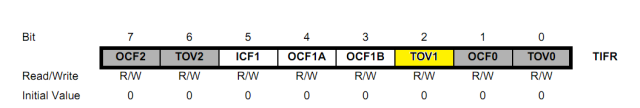 Bit 7 6 5 4 3 2 1 0
OCF2 TOV2 ICF1 OCF1A OCF1B TOV1 OCF0 TOV0 TIFR
Read/Write R/W R/W R/W R/W R/W R/W R/W R/W
Initial Value 0 0 0 0 0 0 0 0